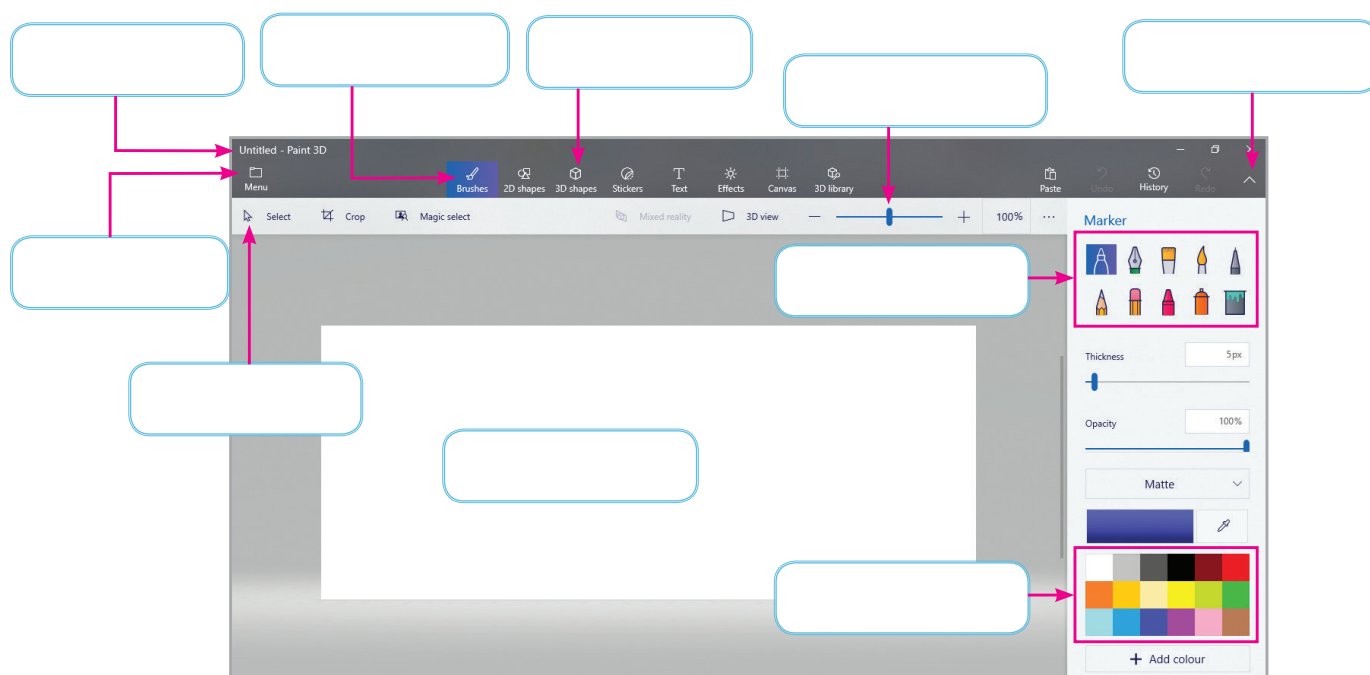 Untitled - Paint 3D
Menu
Brushes
2D shapes
3D shapes
Stickers
Text
Effects
Canvas
3D library
Paste
Undo
History
Redo
Select
Crop
Magic select
Mixed reality
3D view
100%
Marker
Thickness
5px
Opacity
100%
Matte
Add colour